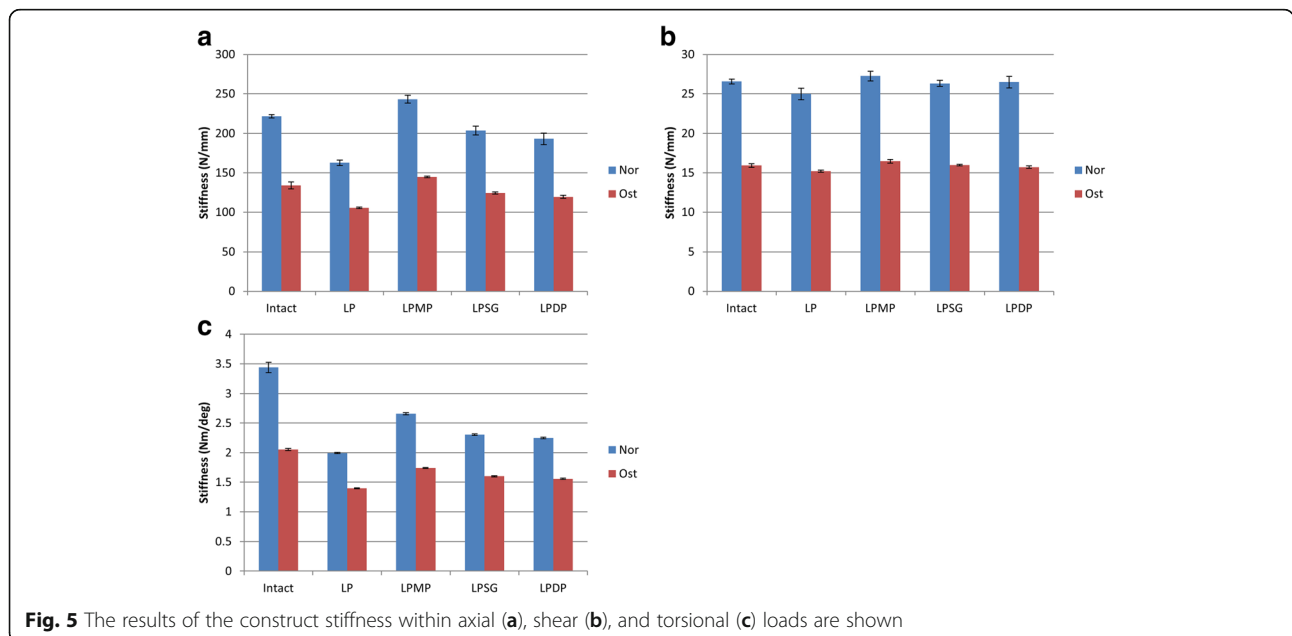 a
300
250
200
150
100
50
0
Stiffness (N/mm)
Intact LP LPMP LPSG LPDP
Nor
Ost
b
30
25
20
15
10
5
0
Stiffness (N/mm)
Intact LP LPMP LPSG LPDP
Nor
Ost
c
4
3.5
3
2.5
2
1.5
1
0.5
0
Stiffness (Nm/deg)
Intact LP LPMP LPSG LPDP
Nor
Ost
Fig. 5 The results of the construct stiffness within axial (a), shear (b), and torsional (c) loads are shown